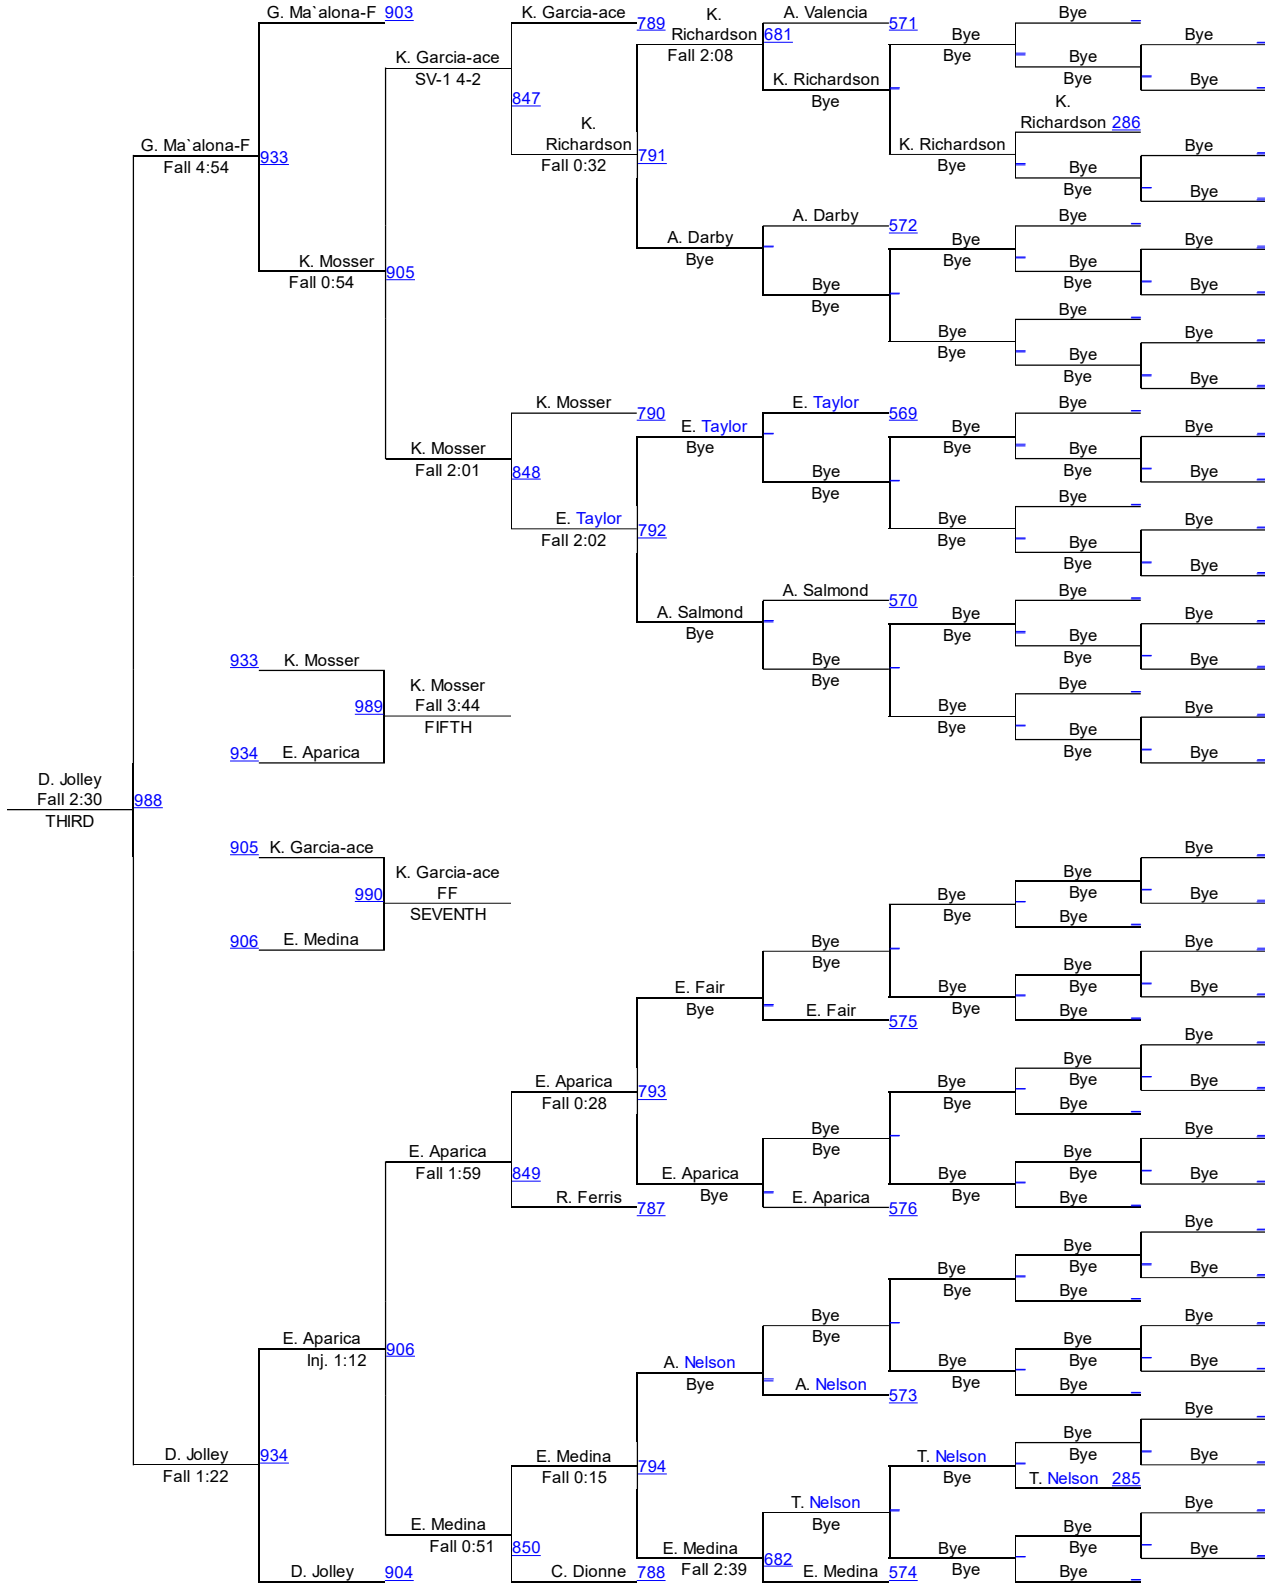 G. Ma`alona-F 903 K. Garcia-ace 789 K. Richardson 681 A. Valencia 571 Bye
Bye Bye
K. Garcia-ace Fall 2:08 Bye Bye
SV-1 4-2 K. Richardson Bye Bye
847 Bye K.
K. Richardson 286
G. Ma`alona-F 933 Richardson 791 K. Richardson Bye
Fall 4:54 Fall 0:32 Bye Bye
Bye Bye
A. Darby 572 Bye
A. Darby Bye Bye
K. Mosser 905 Bye Bye Bye
Fall 0:54 Bye Bye Bye
Bye
Bye
Bye Bye
Bye Bye
Bye Bye
K. Mosser 790 E. Taylor 569 Bye
E. Taylor Bye Bye
K. Mosser Bye Bye Bye
Fall 2:01 848 Bye Bye Bye
Bye
Bye
E. Taylor 792 Bye Bye
Fall 2:02 Bye Bye
Bye Bye
A. Salmond 570 Bye
A. Salmond Bye Bye
Bye Bye Bye
933 K. Mosser Bye Bye Bye
K. Mosser Bye
989 Fall 3:44 Bye
FIFTH Bye Bye
934 E. Aparica Bye Bye
Bye
D. Jolley
Fall 2:30 988
THIRD
905 K. Garcia-ace Bye
K. Garcia-ace Bye
990 FF Bye Bye Bye
SEVENTH Bye Bye
906 E. Medina Bye Bye
Bye Bye
E. Fair Bye Bye Bye
Bye E. Fair 575 Bye Bye
Bye
Bye
E. Aparica Bye Bye Bye
Fall 0:28 793 Bye Bye
Bye Bye
E. Aparica Bye Bye
Fall 1:59 849 E. Aparica Bye Bye Bye
R. Ferris 787 Bye E. Aparica 576 Bye Bye
Bye
Bye
Bye Bye Bye
Bye Bye
E. Aparica Bye Bye
Inj. 1:12 906 A. Nelson Bye Bye Bye
Bye A. Nelson 573 Bye Bye Bye
Bye
Bye
D. Jolley 934 E. Medina 794 T. Nelson Bye Bye
Fall 1:22 Fall 0:15 Bye T. Nelson 285
T. Nelson Bye
E. Medina Bye Bye
Fall 0:51 850 E. Medina 682 Bye Bye Bye
D. Jolley 904 C. Dionne 788 Fall 2:39 E. Medina 574 Bye Bye